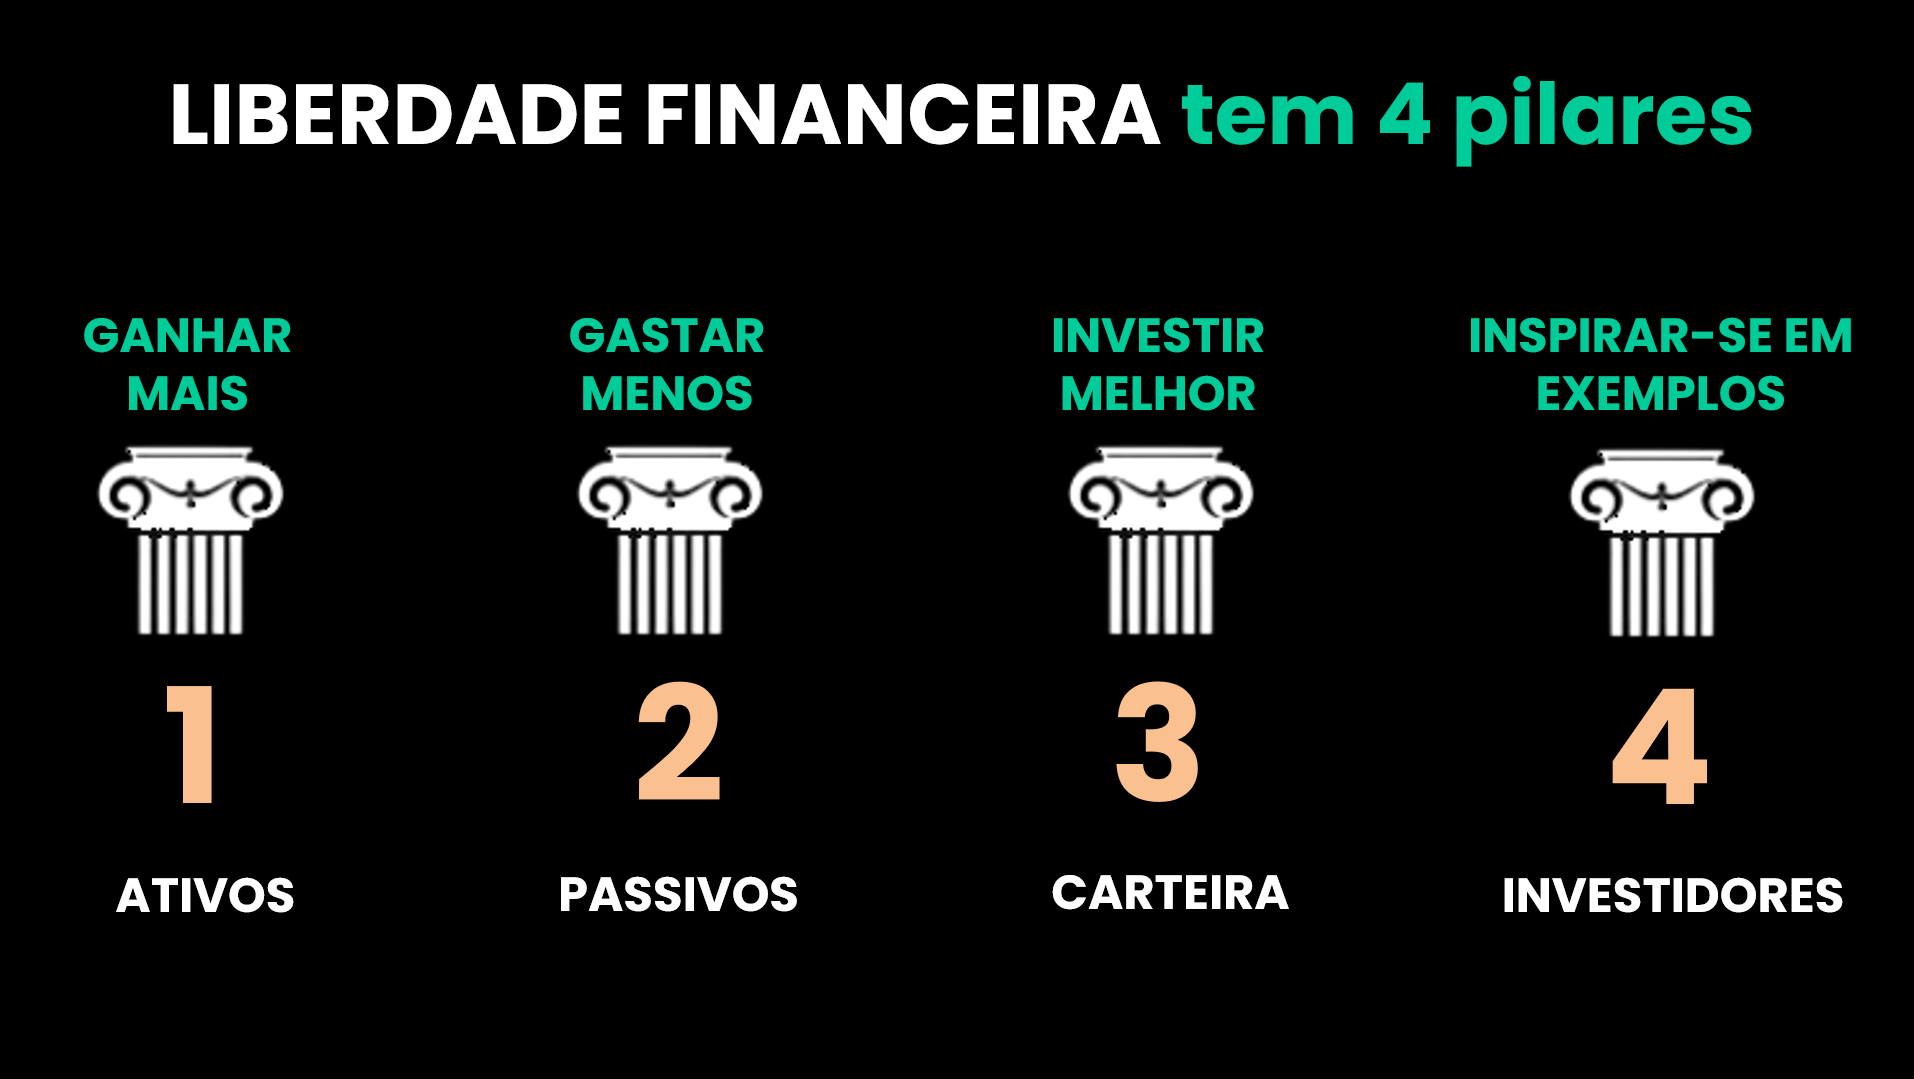 LIBERDADE FINANCEIRA tem 4 pilares
GANHAR
MAIS
1
ATIVOS
GASTAR
MENOS
2
PASSIVOS
INVESTIR
MELHOR
3
CARTEIRA
INSPIRAR-SE EM
EXEMPLOS
4
INVESTIDORES